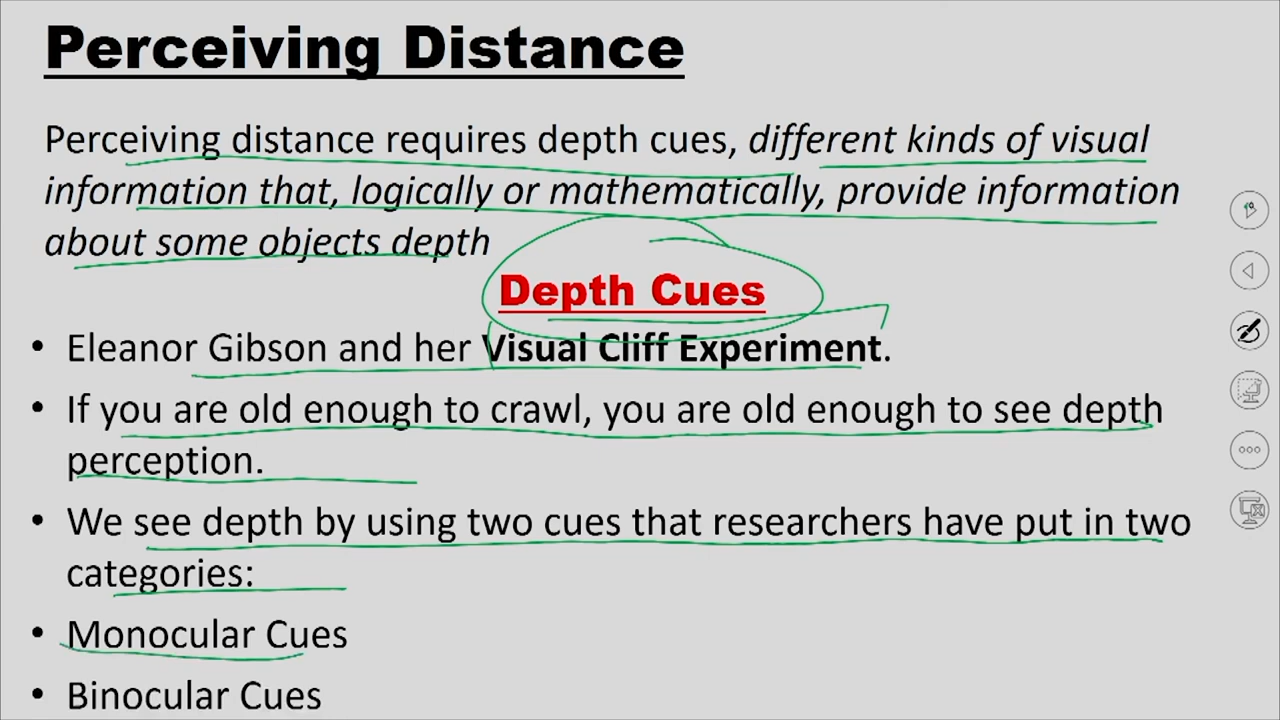 Perceiving Distance
Perceiving distance requires depth cues, different kinds of visual
information that, logically or mathematically, provide information
about some objects depth
Depth Cues
• Eleanor Gibson and her Visual Cliff Experiment.
• If you are old enough to crawl, you are old enough to see depth
perception.
• We see depth by using two cues that researchers have put in two
categories:
• Monocular Cues
• Binocular Cues